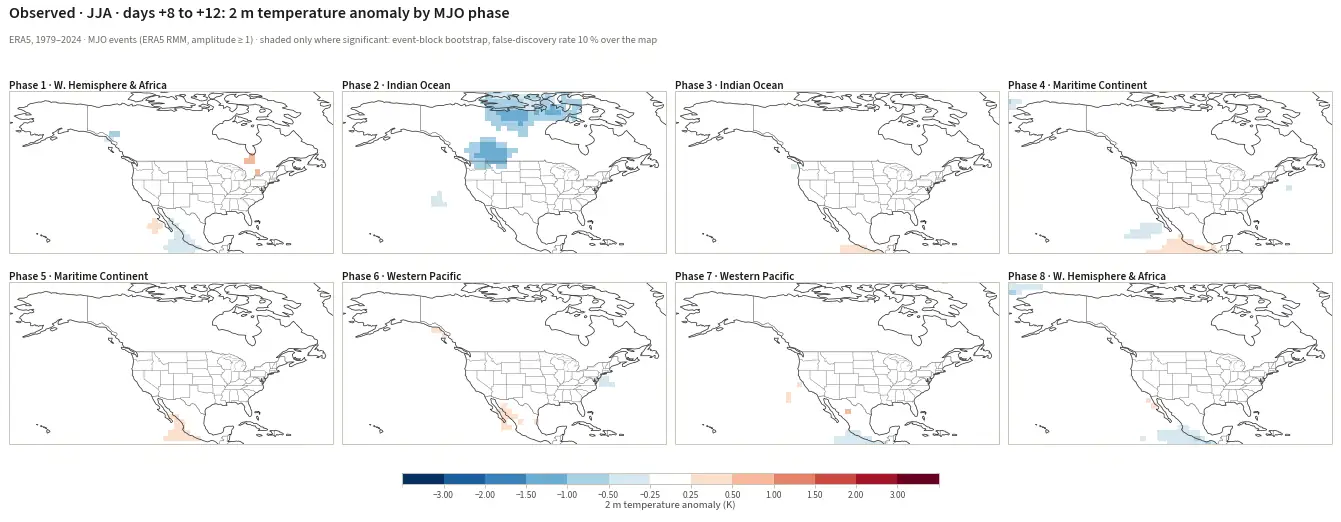 Observed · JJA · days +8 to +12: 2 m temperature anomaly by MJO phase
ERA5, 1979–2024 · MJO events (ERA5 RMM, amplitude ≥ 1) · shaded only where significant: event-block bootstrap, false-discovery rate 10 % over the map
Phase 1 · W. Hemisphere & Africa
Phase 2 · Indian Ocean
Phase 3 · Indian Ocean
Phase 4 · Maritime Continent
Phase 5 · Maritime Continent
Phase 6 · Western Pacific
Phase 7 · Western Pacific
Phase 8 · W. Hemisphere & Africa
−3.00 −2.00 −1.50 −1.00 −0.50 −0.25 0.25 0.50 1.00 1.50 2.00 3.00
2 m temperature anomaly (K)